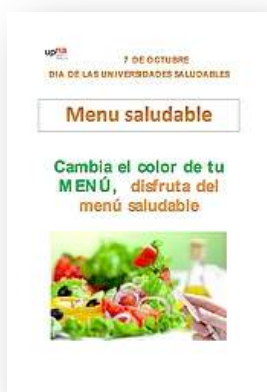 upna
7 DE OCTUBRE
DIA DE LAS UNIVERSIDADES SALUDABLES
Menu saludable
Cambia el color de tu
MENÚ, disfruta del
menú saludable